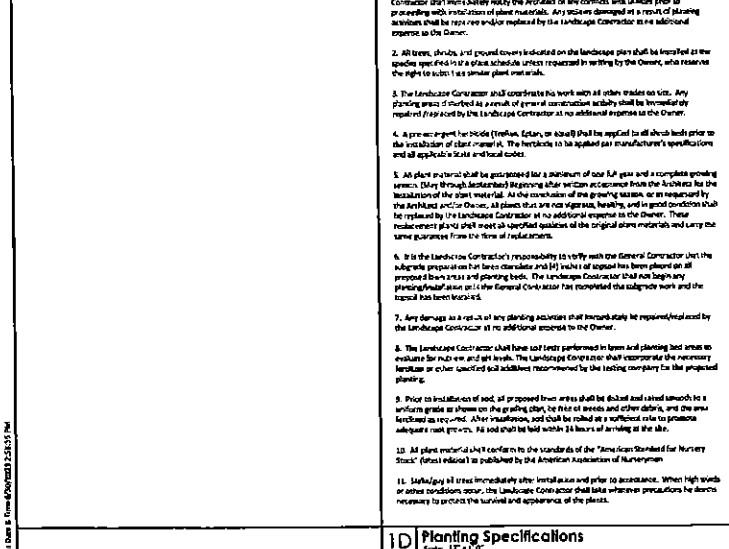 Contractor shall immediately notify the Architect of any conflicts with utilities prior to
proceeding with installation of plant materials. Any utilities damaged as a result of planting
activities shall be repaired and/or replaced by the Landscape Contractor at no additional
expense to the Owner.
2. All trees, shrubs, and ground covers indicated on the landscape plan shall be installed at the
species specified in the plant schedule unless requested in writing by the Owner, who reserves
the right to substitute similar plant materials.
3. The Landscape Contractor shall coordinate his work with all other trades on site. Any
planting areas disturbed as a result of general construction activity shall be immediately
repaired/replaced by the Landscape Contractor at no additional expense to the Owner.
4. A pre-emergent herbicide (Treflan, Eptan, or equal) shall be applied to all shrub beds prior to
the installation of plant material. The herbicide to be applied per manufacturer's specifications
and all applicable State and local codes.
5. All plant material shall be guaranteed for a minimum of one full year and a complete growing
season. (May through September) Beginning after written acceptance from the Architect for the
installation of the plant material. At the conclusion of the growing season, or as requested by
the Architect and/or Owner, all plants that are not vigorous, healthy, and in good condition shall
be replaced by the Landscape Contractor at no additional expense to the Owner. These
replacement plants shall meet all specified qualities of the original plant materials and carry the
same guarantee from the time of replacement.
6. It is the Landscape Contractor's responsibility to verify with the General Contractor that the
subgrade preparation has been complete and (4) inches of topsoil has been placed on all
proposed lawn areas and planting beds. The Landscape Contractor shall not begin any
planting/installation until the General Contractor has completed the subgrade work and the
topsoil has been installed.
7. Any damage as a result of any planting activities shall immediately be repaired/replaced by
the Landscape Contractor at no additional expense to the Owner.
8. The Landscape Contractor shall have soil tests performed in lawn and planting bed areas to
evaluate for nutrient and pH levels. The Landscape Contractor shall incorporate the necessary
fertilizer or other specified soil additives recommended by the testing company for the proposed
planting.
9. Prior to installation of sod, all proposed lawn areas shall be disked and raked smooth to a
uniform grade as shown on the grading plan, be free of weeds and other debris, and the area
fertilized as required. After installation, sod shall be rolled at a sufficient rate to promote
adequate root growth. All sod shall be laid within 24 hours of arriving at the site.
10. All plant material shall conform to the standards of the "American Standard for Nursery
Stock" (latest edition) as published by the American Association of Nurserymen
11. Stake/guy all trees immediately after installation and prior to acceptance. When high winds
or other conditions occur, the Landscape Contractor shall take whatever precautions he deems
necessary to protect the survival and appearance of the plants.
1D Planting Specifications
Date & Time: 2:58:55 PM